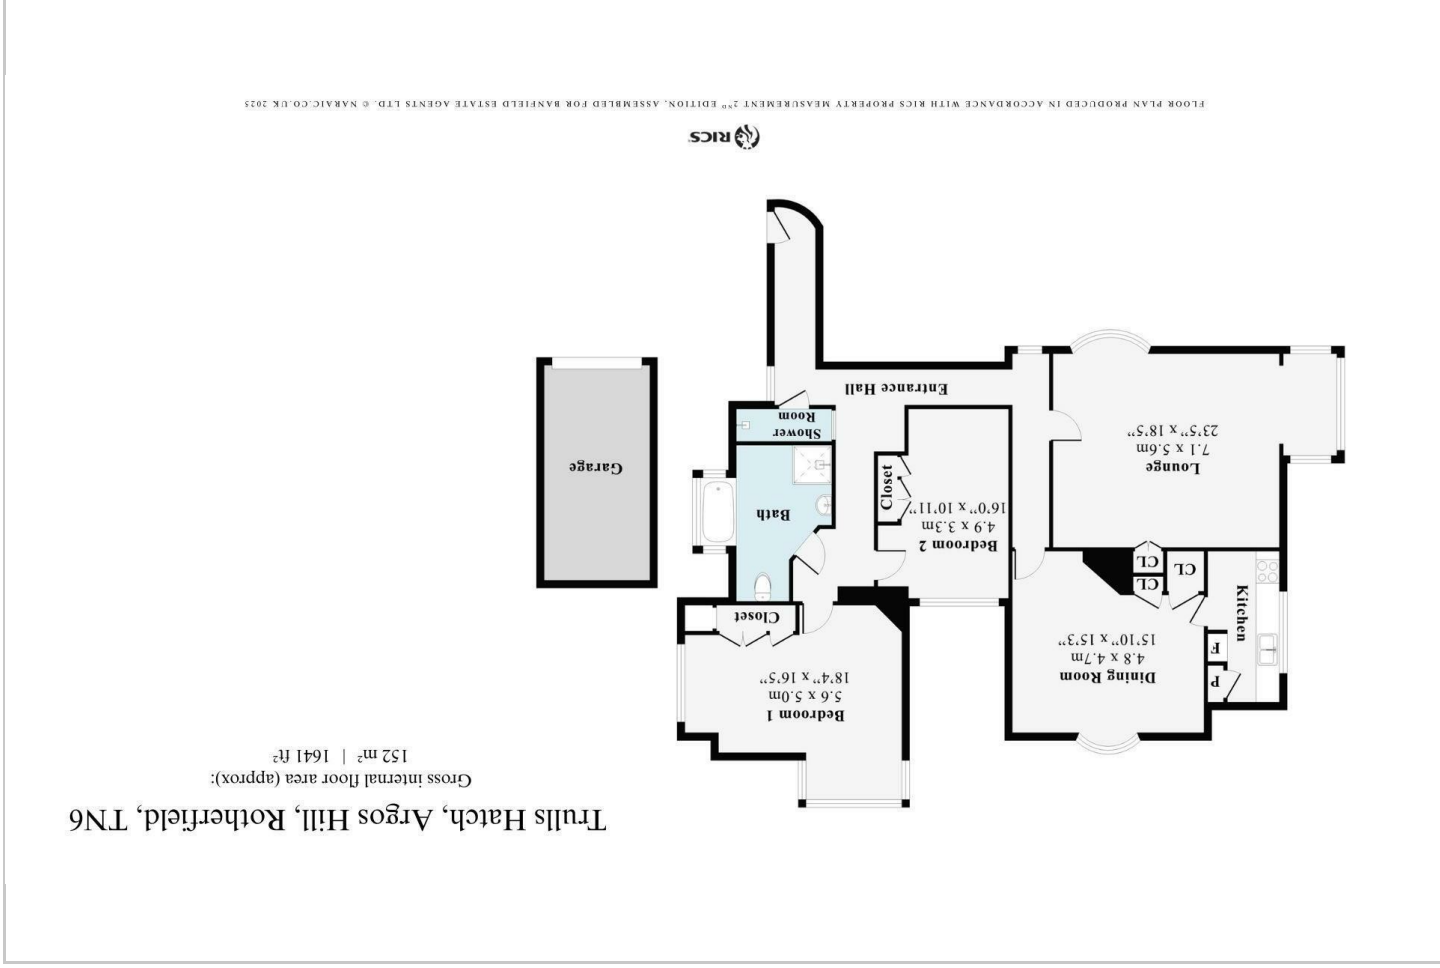 Trulls Hatch, Argos Hill, Rotherfield, TN6
Gross internal floor area (approx):
152 m² | 1641 ft²
Bedroom 1
5.6 x 5.0m
18'4" x 16'5"
Closet
Dining Room
4.8 x 4.7m
15'10" x 15'3"
P
F
Kitchen
CL
CL
CL
Bedroom 2
4.9 x 3.3m
16'0" x 10'11"
Closet
Bath
Lounge
7.1 x 5.6m
23'5" x 18'5"
Shower
Room
Entrance Hall
Garage
RICS
FLOOR PLAN PRODUCED IN ACCORDANCE WITH RICS PROPERTY MEASUREMENT 2ND EDITION. ASSEMBLED FOR BANFIELD ESTATE AGENTS LTD. © NARAIC.CO.UK 2025